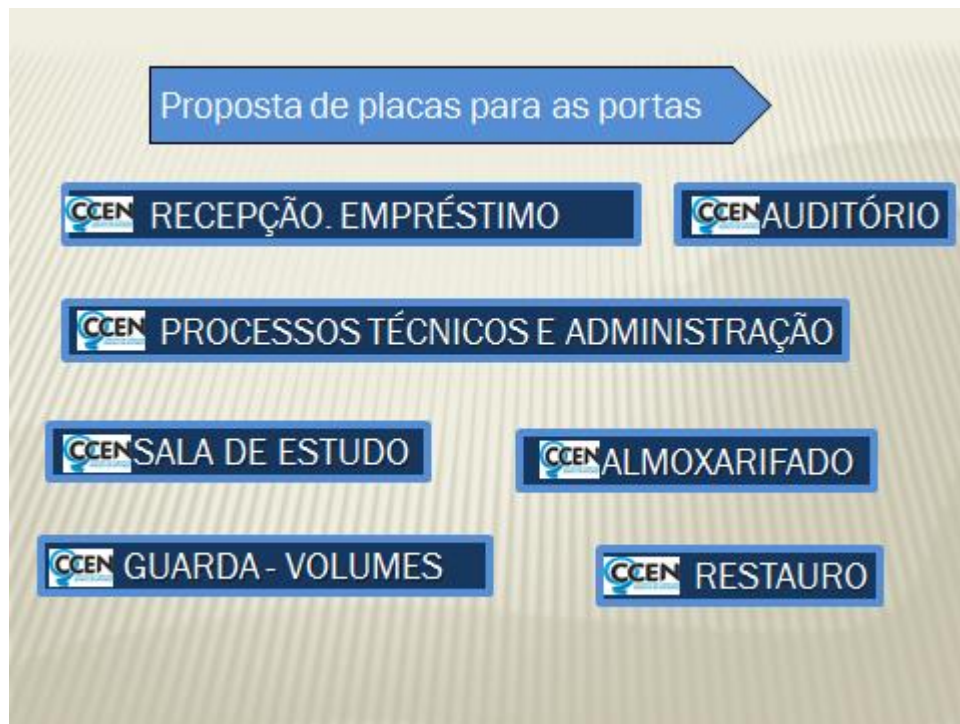 Proposta de placas para as portas
CCEN RECEPÇÃO. EMPRÉSTIMO
CCEN AUDITÓRIO
CCEN PROCESSOS TÉCNICOS E ADMINISTRAÇÃO
CCEN SALA DE ESTUDO
CCEN ALMOXARIFADO
CCEN GUARDA - VOLUMES
CCEN RESTAURO